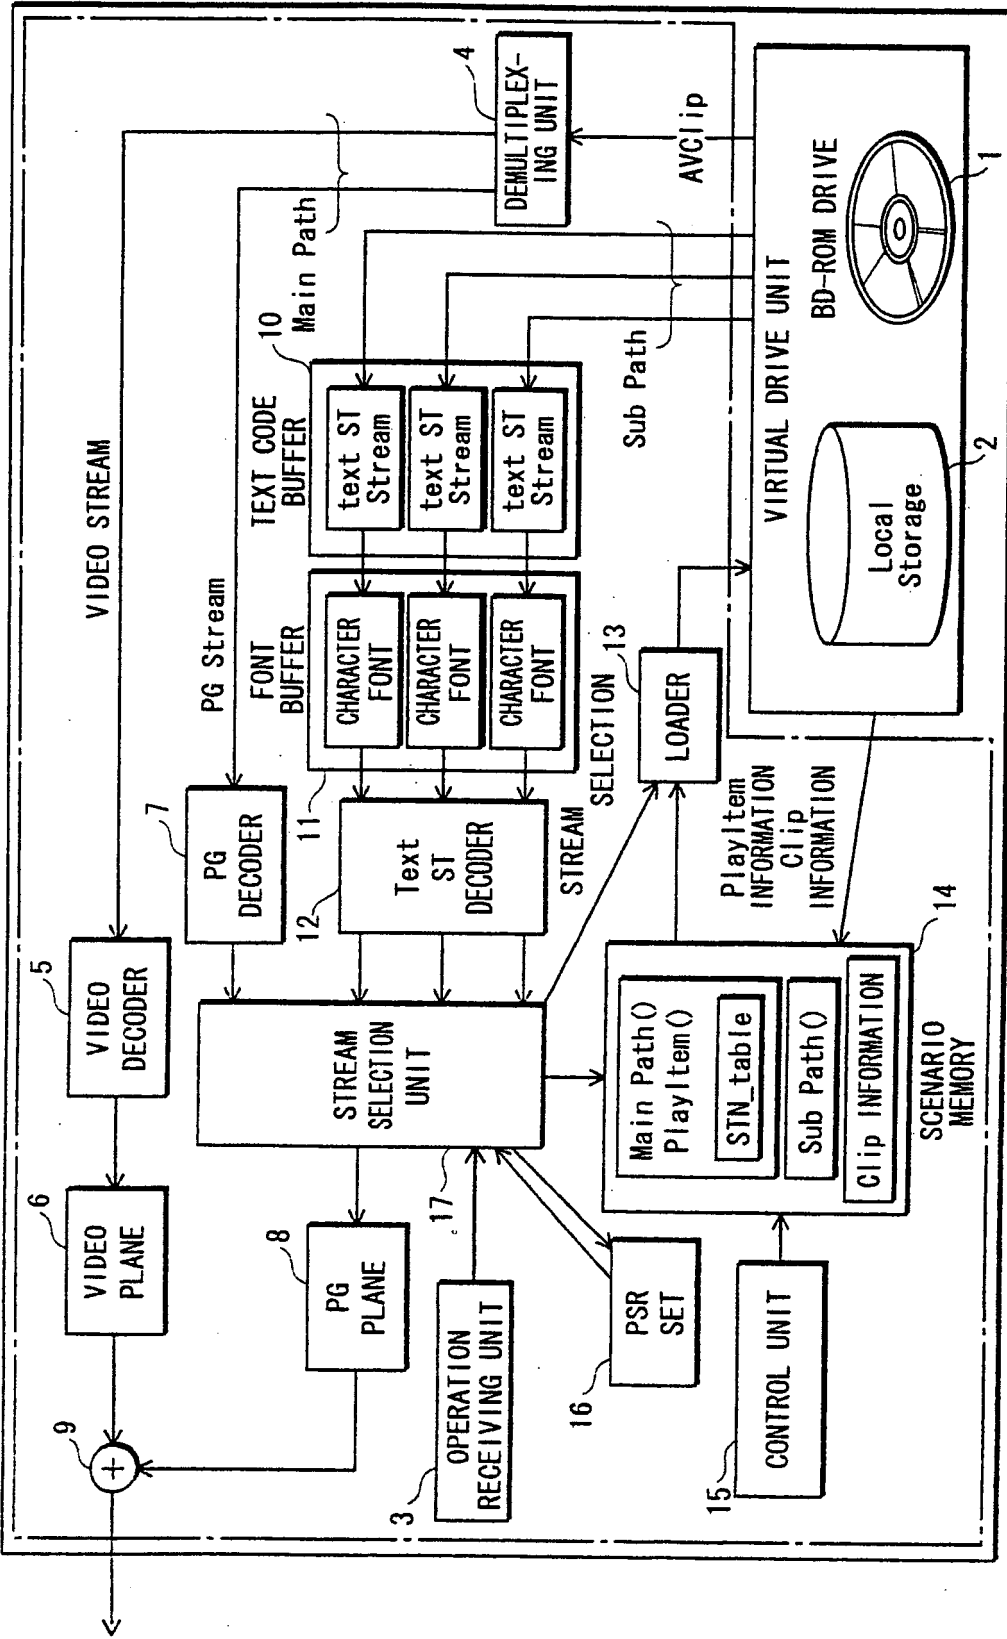 VIDEO STREAM
PG Stream
Main Path
4
DEMULTIPLEX-
ING UNIT
AVClip
Sub Path
5
VIDEO
DECODER
6
VIDEO
PLANE
7
PG
DECODER
8
PG
PLANE
9
+
10
TEXT CODE
BUFFER
text ST
Stream
text ST
Stream
text ST
Stream
FONT
BUFFER
11
CHARACTER
FONT
CHARACTER
FONT
CHARACTER
FONT
12
Text
ST
DECODER
STREAM
SELECTION
UNIT
17
STREAM
SELECTION
13
LOADER
3
OPERATION
RECEIVING UNIT
PSR
SET
16
15
CONTROL UNIT
14
Main Path()
PlayItem()
STN_table
Sub Path()
Clip INFORMATION
SCENARIO
MEMORY
PlayItem
INFORMATION
Clip
INFORMATION
VIRTUAL DRIVE UNIT
BD-ROM DRIVE
1
Local
Storage
2